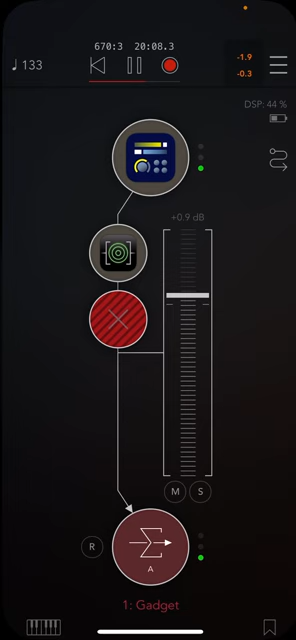 670:3 20:08.3
♩ 133
-1.9
-0.3
DSP: 44 %
+0.9 dB
M S
R
A
1: Gadget